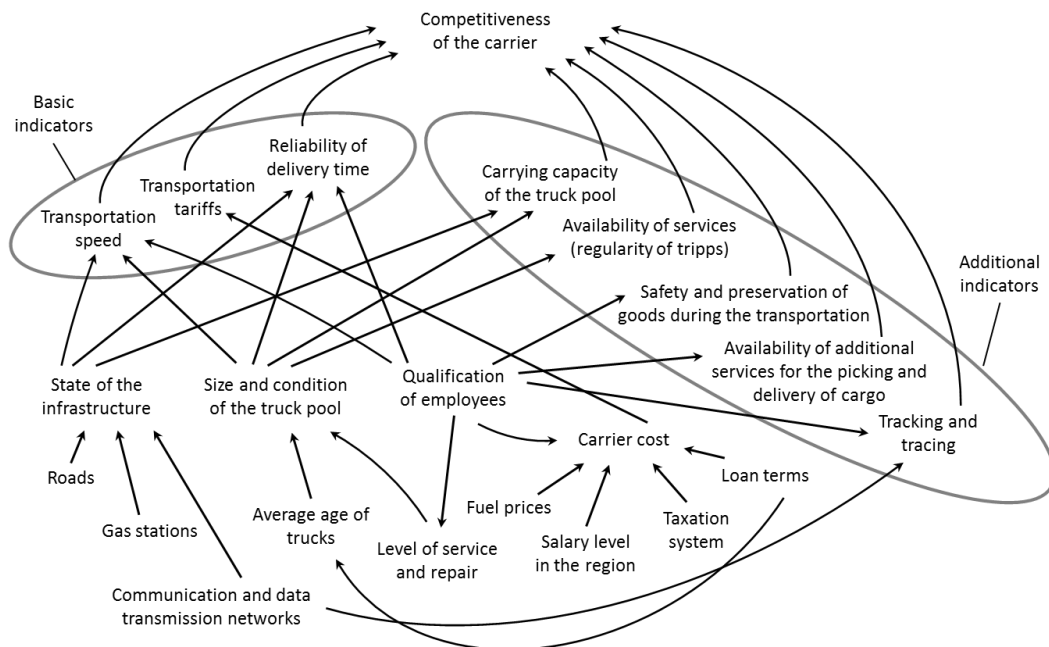 Competitiveness
of the carrier
Basic
indicators
Reliability of
delivery time
Transportation
tariffs
Transportation
speed
Carrying capacity
of the truck pool
Availability of services
(regularity of tripps)
Additional
indicators
Safety and preservation of
goods during the transportation
Availability of additional
services for the picking and
delivery of cargo
State of the
infrastructure
Size and condition
of the truck pool
Qualification
of employees
Tracking and
tracing
Carrier cost
Roads
Loan terms
Gas stations
Average age of
trucks
Fuel prices
Level of service
and repair
Salary level
in the region
Taxation
system
Communication and data
transmission networks